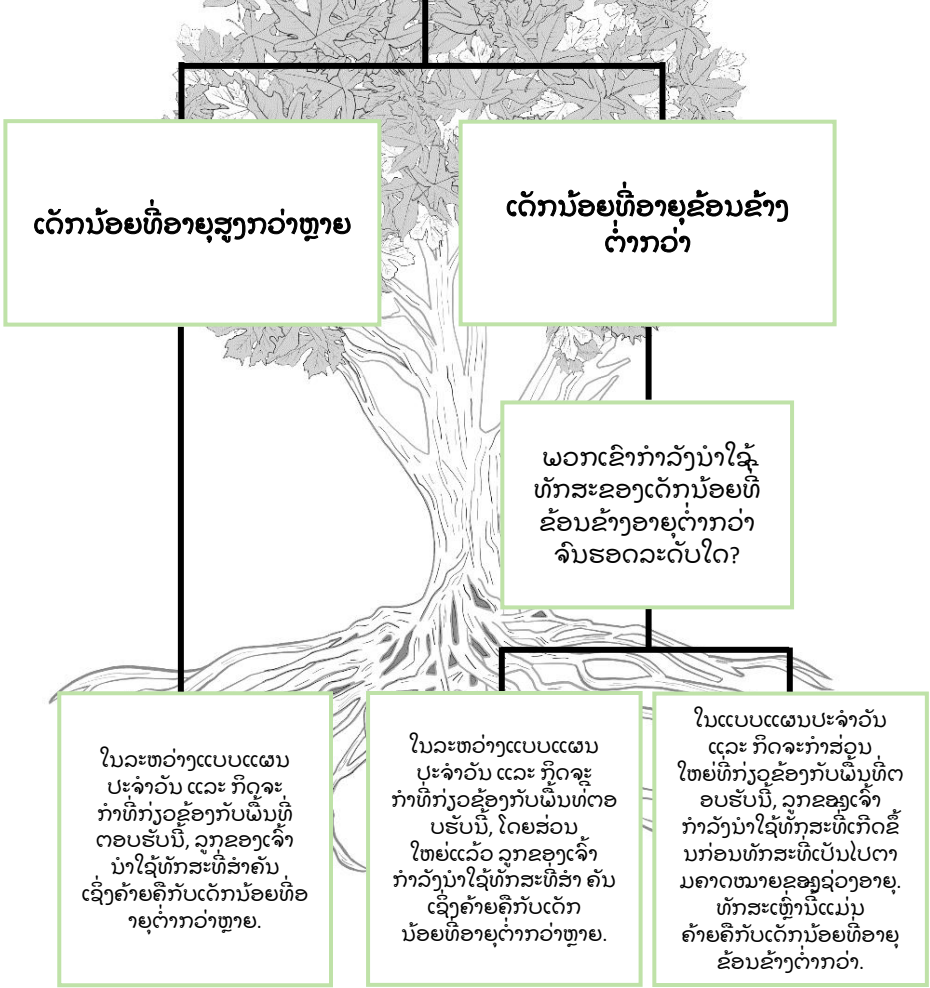 ເດັກນ້ອຍທີ່ອາຍຸສູງກວ່າຫຼາຍ
ເດັກນ້ອຍທີ່ອາຍຸຂ້ອນຂ້າງ
ຕ່ຳກວ່າ
ພວກເຂົາກຳລັງນຳໃຊ້
ທັກສະຂອງເດັກນ້ອຍທີ່
ຂ້ອນຂ້າງອາຍຸຕ່ຳກວ່າ
ຈົນຮອດລະດັບໃດ?
ໃນລະຫວ່າງແບບແຜນ
ປະຈຳວັນ ແລະ ກິດຈະ
ກຳທີ່ກ່ຽວຂ້ອງກັບຜົນທີ່
ຕອບຮັບນີ້, ລູກຂອງເຈົ້າ
ນຳໃຊ້ທັກສະທີ່ສຳຄັນ
ເຊິ່ງຄ້າຍຄືກັບເດັກນ້ອຍທີ່ອ
າຍຸຕ່ຳກວ່າຫຼາຍ.
ໃນລະຫວ່າງແບບແຜນ
ປະຈຳວັນ ແລະ ກິດຈະ
ກຳທີ່ກ່ຽວຂ້ອງກັບຜົນທີ່ຕອ
ບຮັບນີ້, ໂດຍສ່ວນ
ໃຫຍ່ແລ້ວ ລູກຂອງເຈົ້າ
ກຳລັງນຳໃຊ້ທັກສະທີ່ສຳ ຄັນ
ເຊິ່ງຄ້າຍຄືກັບເດັກ
ນ້ອຍທີ່ອາຍຸຕ່ຳກວ່າຫຼາຍ.
ໃນແບບແຜນປະຈຳວັນ
ແລະ ກິດຈະກຳສ່ວນ
ໃຫຍ່ທີ່ກ່ຽວຂ້ອງກັບຜົນທີ່ຕ
ອບຮັບນີ້, ລູກຂອງເຈົ້າ
ກຳລັງນຳໃຊ້ທັກສະທີ່ເກີດຂຶ້
ນກ່ອນທັກສະທີ່ເປັນໄປຕາ
ມຄາດໝາຍຂອງຊ່ວງອາຍຸ.
ທັກສະເຫຼົ່ານີ້ແມ່ນ
ຄ້າຍຄືກັບເດັກນ້ອຍທີ່ອາຍຸ
ຂ້ອນຂ້າງຕ່ຳກວ່າ.